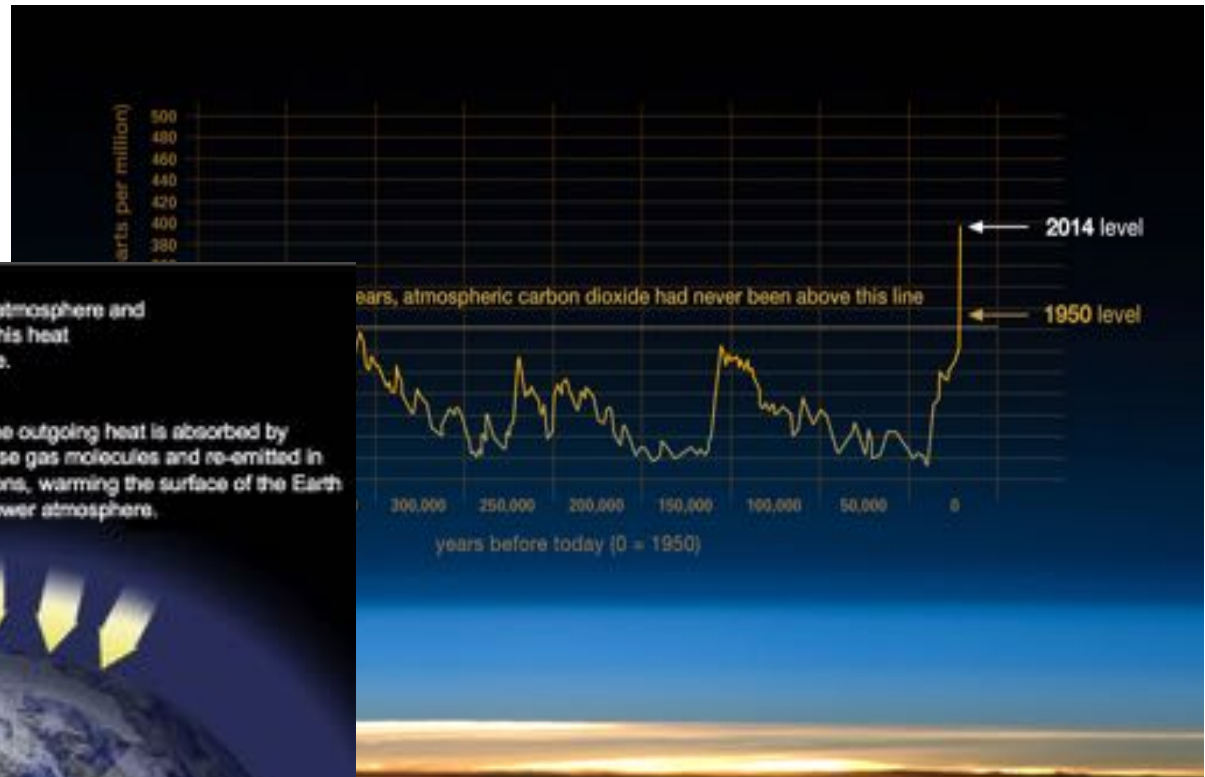 arts per million)
500
480
460
440
420
400
380
2014 level
ears, atmospheric carbon dioxide had never been above this line
1950 level
300,000 250,000 200,000 150,000 100,000 50,000 0
years before today (0 = 1950)
atmosphere and
his heat
e.
e outgoing heat is absorbed by
se gas molecules and re-emitted in
ons, warming the surface of the Earth
wer atmosphere.